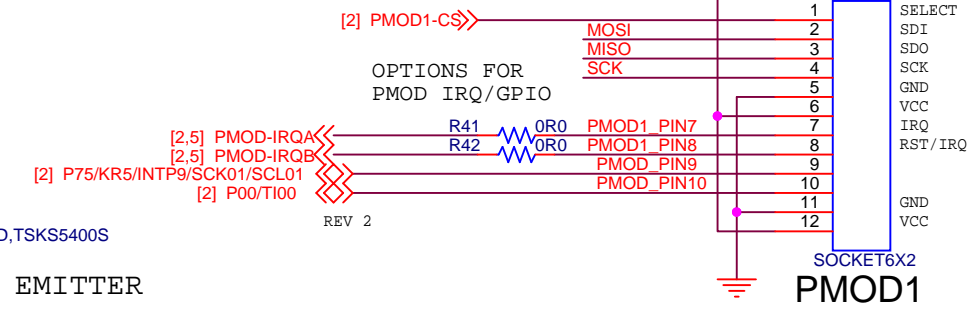 [2] PMOD1-CS
1 SELECT
MOSI 2 SDI
MISO 3 SDO
SCK 4 SCK
OPTIONS FOR
PMOD IRQ/GPIO
5 GND
6 VCC
[2,5] PMOD-IRQA R41 0R0 PMOD1_PIN7 7 IRQ
[2,5] PMOD-IRQB R42 0R0 PMOD1_PIN8 8 RST/IRQ
[2] P75/KR5/INTP9/SCK01/SCL01 PMOD_PIN9 9
[2] P00/TI00 PMOD_PIN10 10
REV 2
11 GND
12 VCC
D,TSKS5400S
SOCKET6X2
EMITTER
PMOD1